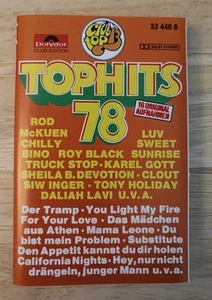 Polydor
CLUB-EDITION
Club
Top
13
33 446 6
DOLBY SYSTEM
TOPHITS
78
16 ORIGINAL
AUFNAHMEN
ROD
McKUEN
LUV
CHILLY
SWEET
BINO ROY BLACK SUNRISE
TRUCK STOP · KAREL GOTT
SHEILA B. DEVOTION · CLOUT
SIW INGER · TONY HOLIDAY
DALIAH LAVI U.V.A.
Der Tramp · You Light My Fire
For Your Love · Das Mädchen
aus Athen · Mama Leone · Du
bist mein Problem · Substitute
Den Appetit kannst du dir holen
California Nights · Hey, nur nicht
drängeln, junger Mann u.v.a.